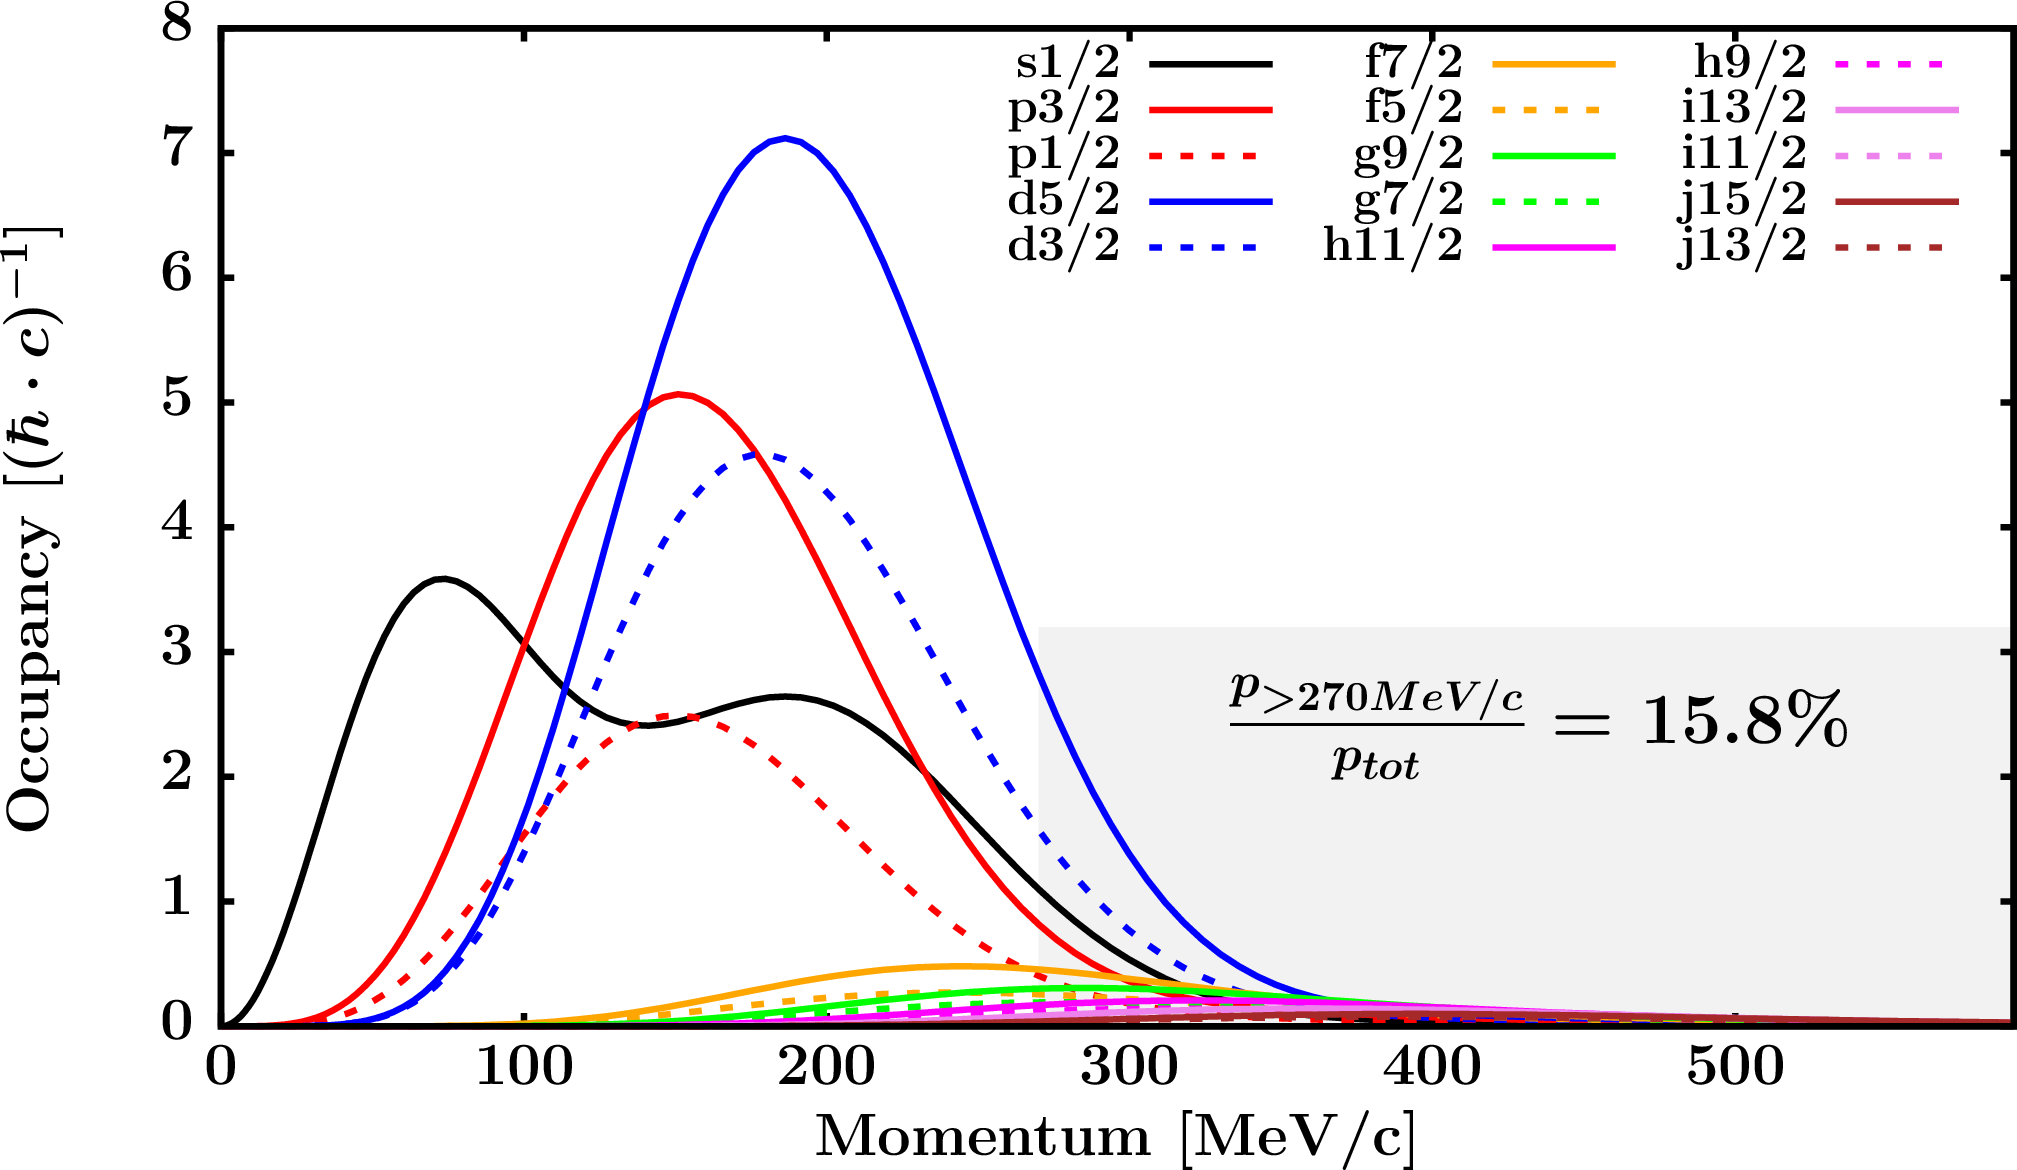 8
7
6
5
4
3
2
1
0
Occupancy [(ħ · c)⁻¹]
s1/2 f7/2 h9/2
p3/2 f5/2 i13/2
p1/2 g9/2 i11/2
d5/2 g7/2 j15/2
d3/2 h11/2 j13/2
p>270MeV/c
ptot
= 15.8%
0 100 200 300 400 500
Momentum [MeV/c]